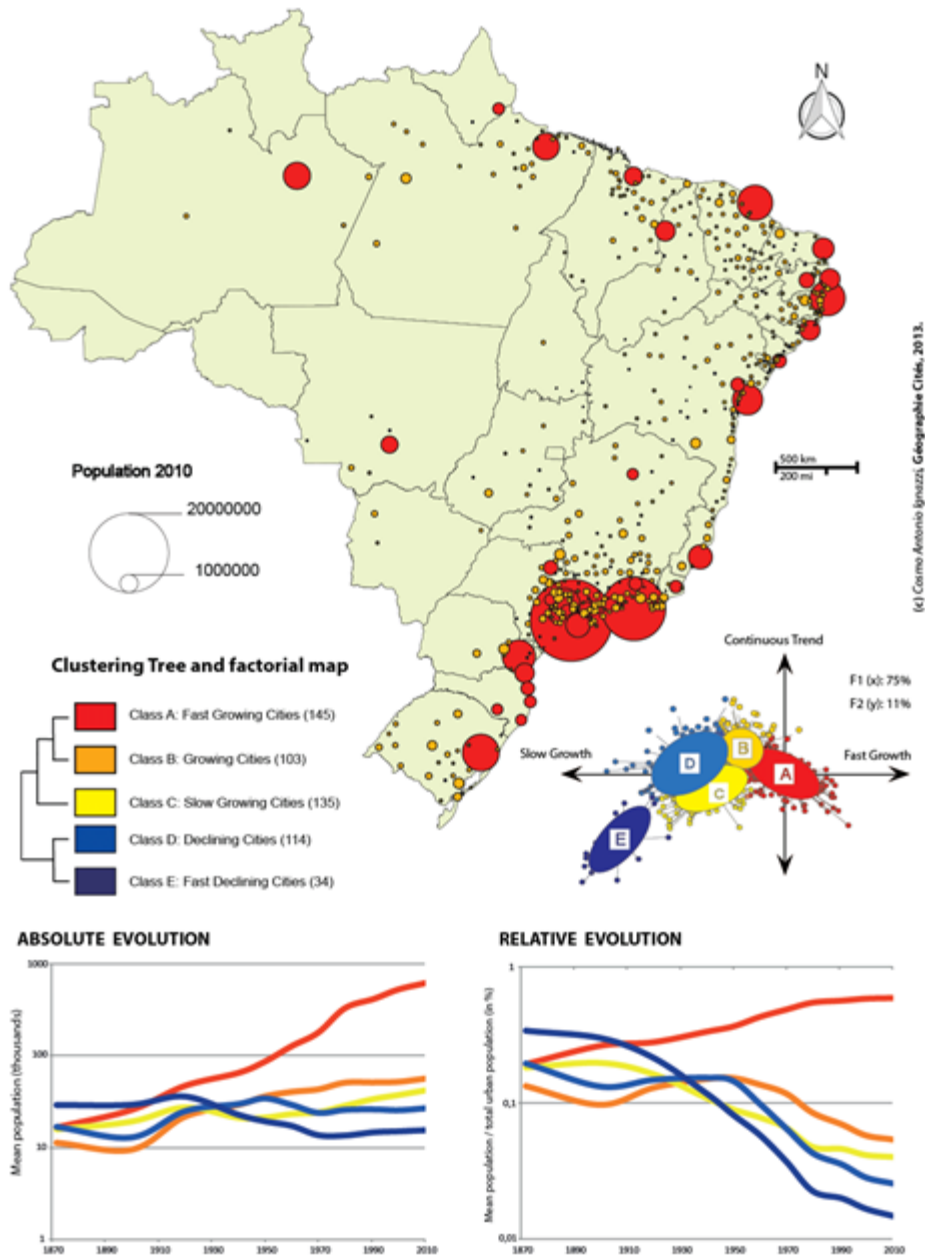 N
500 km
200 mi
(c) Cosmo Antonio Ignazzi, Géographie Cités, 2013.
Population 2010
20000000
1000000
Clustering Tree and factorial map
Class A: Fast Growing Cities (145)
Class B: Growing Cities (103)
Class C: Slow Growing Cities (135)
Class D: Declining Cities (114)
Class E: Fast Declining Cities (34)
Continuous Trend
F1 (x): 75%
F2 (y): 11%
Slow Growth
Fast Growth
D
B
A
C
E
ABSOLUTE EVOLUTION
Mean population (thousands)
1000
100
10
1
1870 1890 1910 1930 1950 1970 1990 2010
RELATIVE EVOLUTION
Mean population / total urban population (in %)
1
0,1
0,01
1870 1890 1910 1930 1950 1970 1990 2010